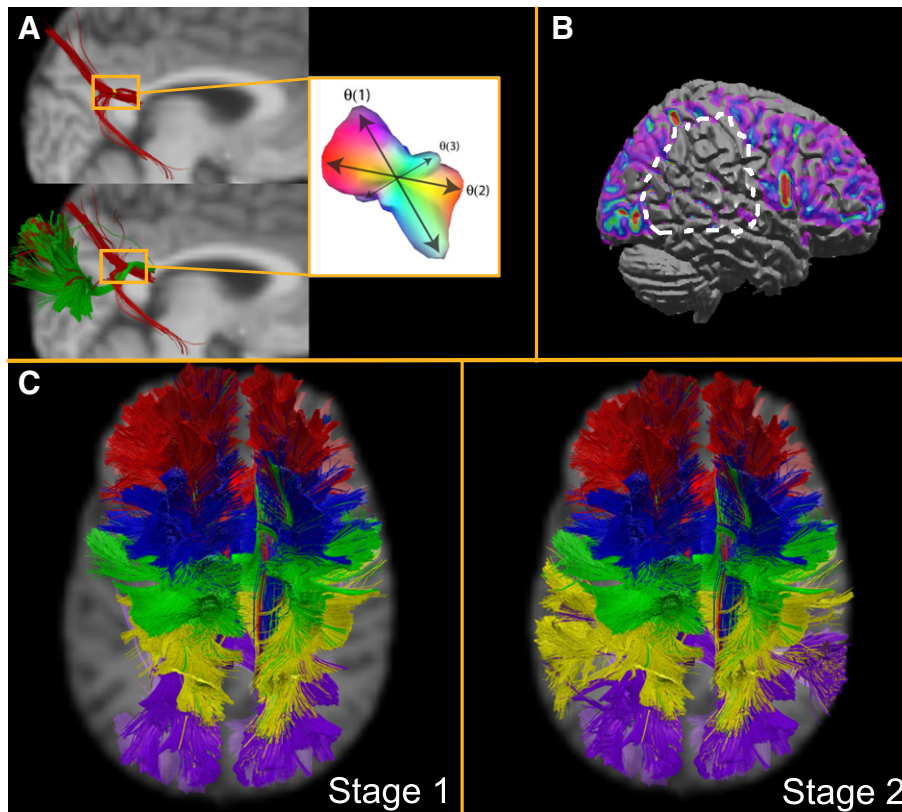 A
B
θ(1)
θ(3)
θ(2)
C
Stage 1
Stage 2